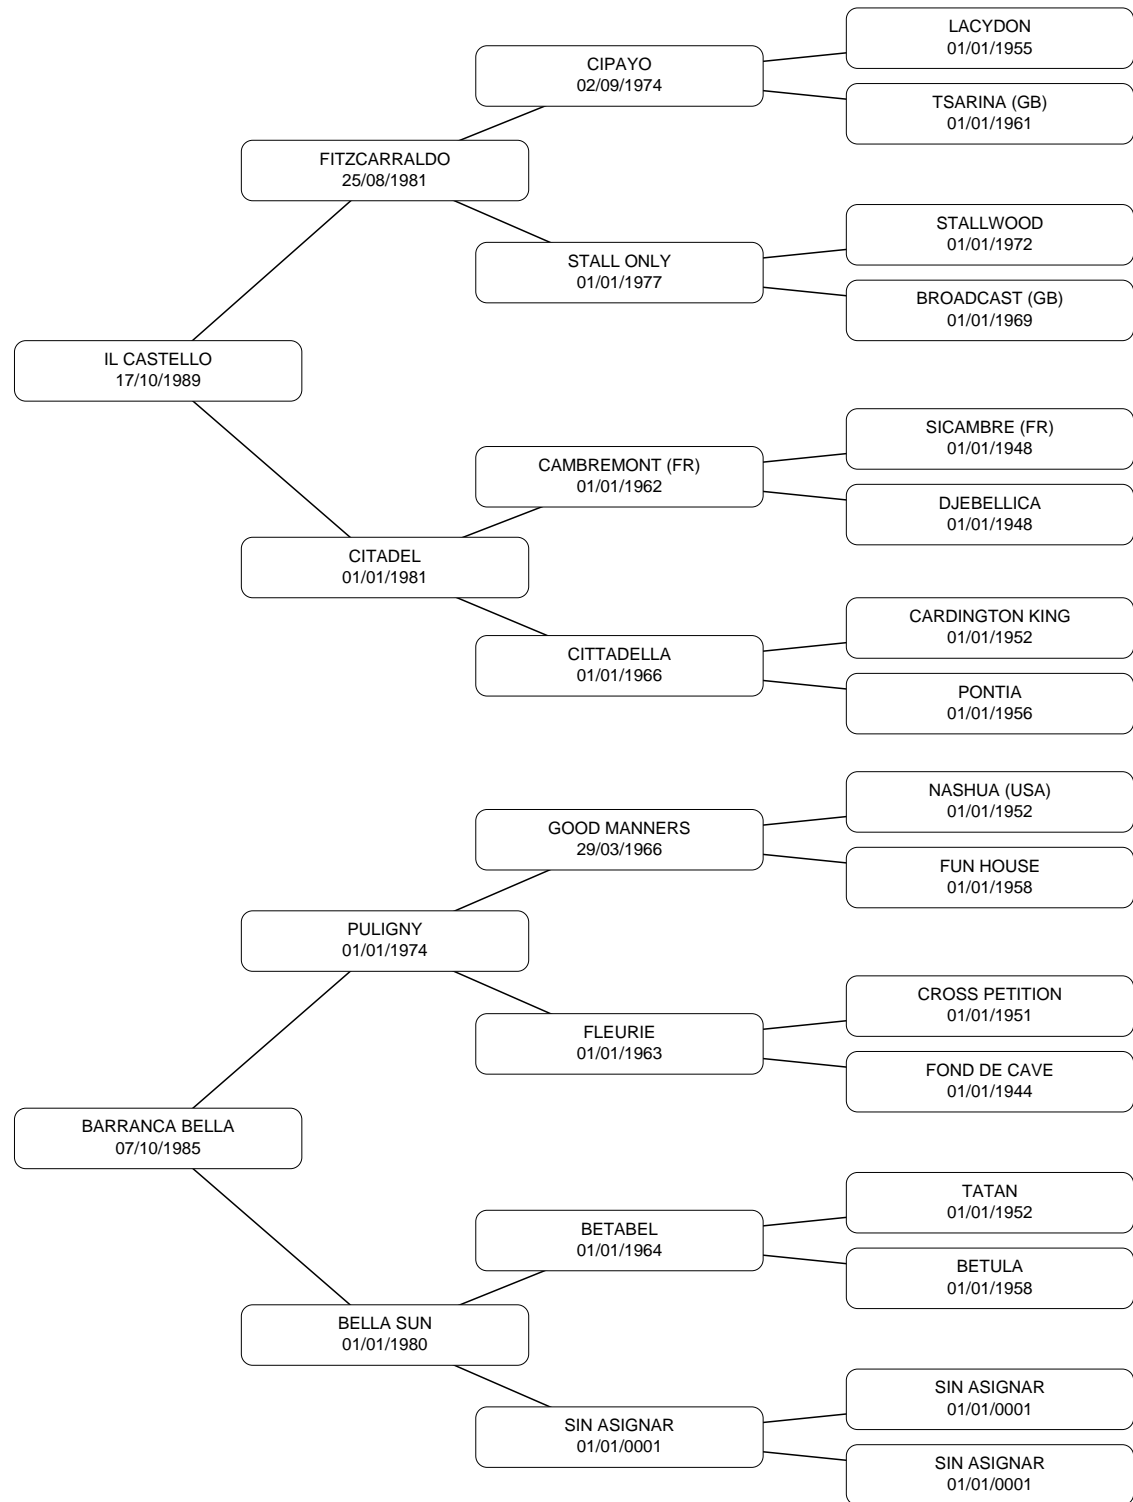 LACYDON
01/01/1955
CIPAYO
02/09/1974
TSARINA (GB)
01/01/1961
FITZCARRALDO
25/08/1981
STALLWOOD
01/01/1972
STALL ONLY
01/01/1977
BROADCAST (GB)
01/01/1969
IL CASTELLO
17/10/1989
SICAMBRE (FR)
01/01/1948
CAMBREMONT (FR)
01/01/1962
DJEBELLICA
01/01/1948
CITADEL
01/01/1981
CARDINGTON KING
01/01/1952
CITTADELLA
01/01/1966
PONTIA
01/01/1956
NASHUA (USA)
01/01/1952
GOOD MANNERS
29/03/1966
FUN HOUSE
01/01/1958
PULIGNY
01/01/1974
CROSS PETITION
01/01/1951
FLEURIE
01/01/1963
FOND DE CAVE
01/01/1944
BARRANCA BELLA
07/10/1985
TATAN
01/01/1952
BETABEL
01/01/1964
BETULA
01/01/1958
BELLA SUN
01/01/1980
SIN ASIGNAR
01/01/0001
SIN ASIGNAR
01/01/0001
SIN ASIGNAR
01/01/0001